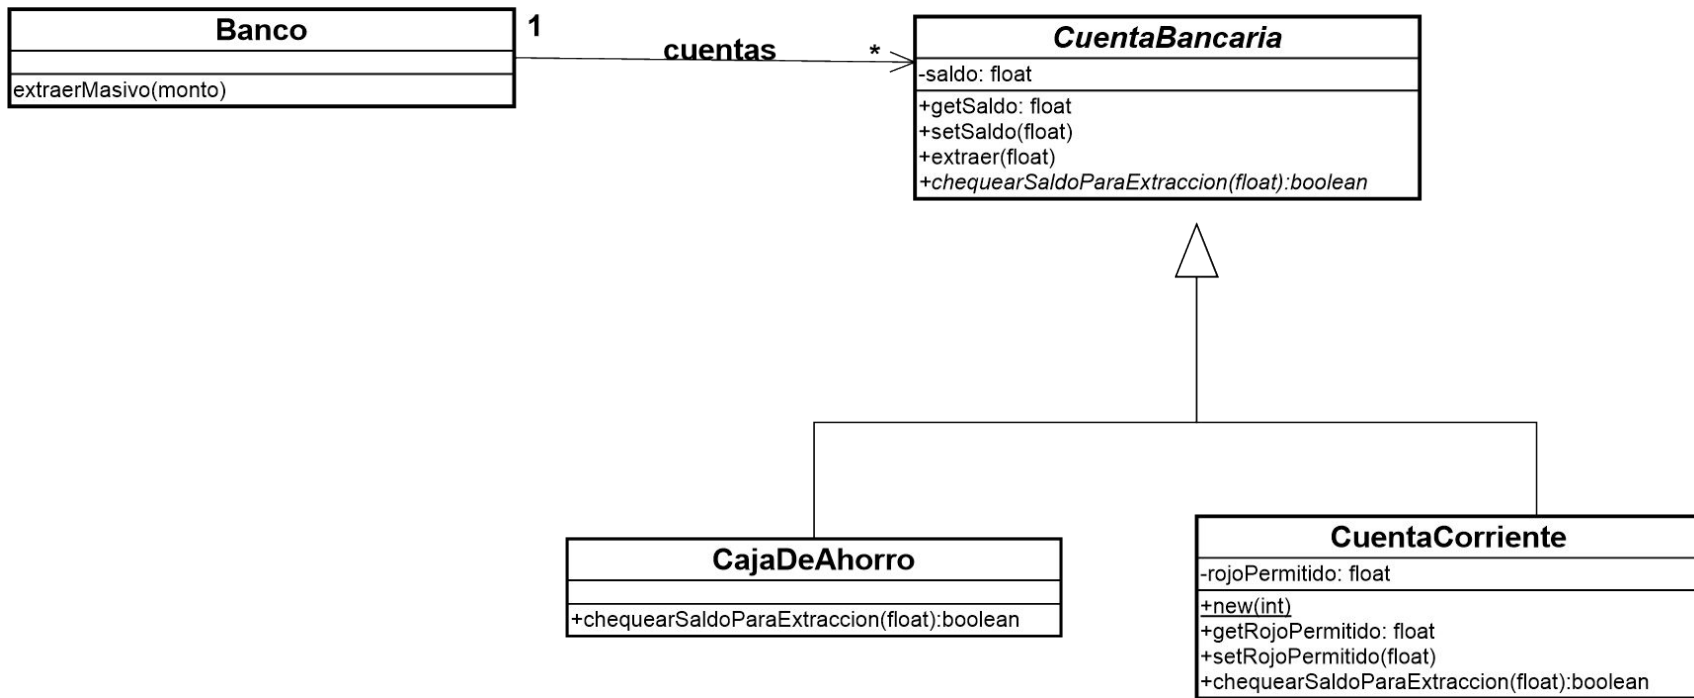 Banco
extraerMasivo(monto)
1
cuentas
*
CuentaBancaria
-saldo: float
+getSaldo: float
+setSaldo(float)
+extraer(float)
+chequearSaldoParaExtraccion(float):boolean
CajaDeAhorro
+chequearSaldoParaExtraccion(float):boolean
CuentaCorriente
-rojoPermitido: float
+new(int)
+getRojoPermitido: float
+setRojoPermitido(float)
+chequearSaldoParaExtraccion(float):boolean